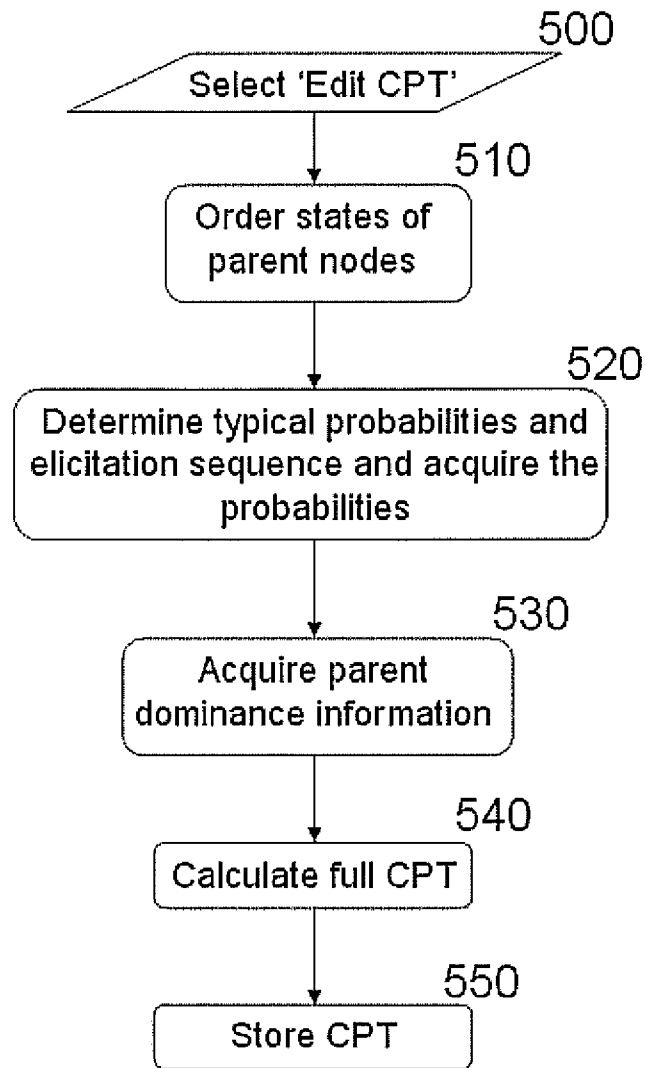 500
Select ‘Edit CPT’
510
Order states of
parent nodes
520
Determine typical probabilities and
elicitation sequence and acquire the
probabilities
530
Acquire parent
dominance information
540
Calculate full CPT
550
Store CPT